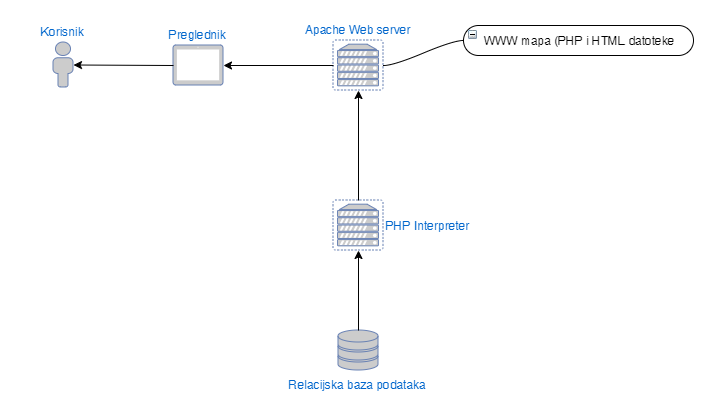 Korisnik
Preglednik
Apache Web server
WWW mapa (PHP i HTML datoteke
PHP Interpreter
Relacijska baza podataka